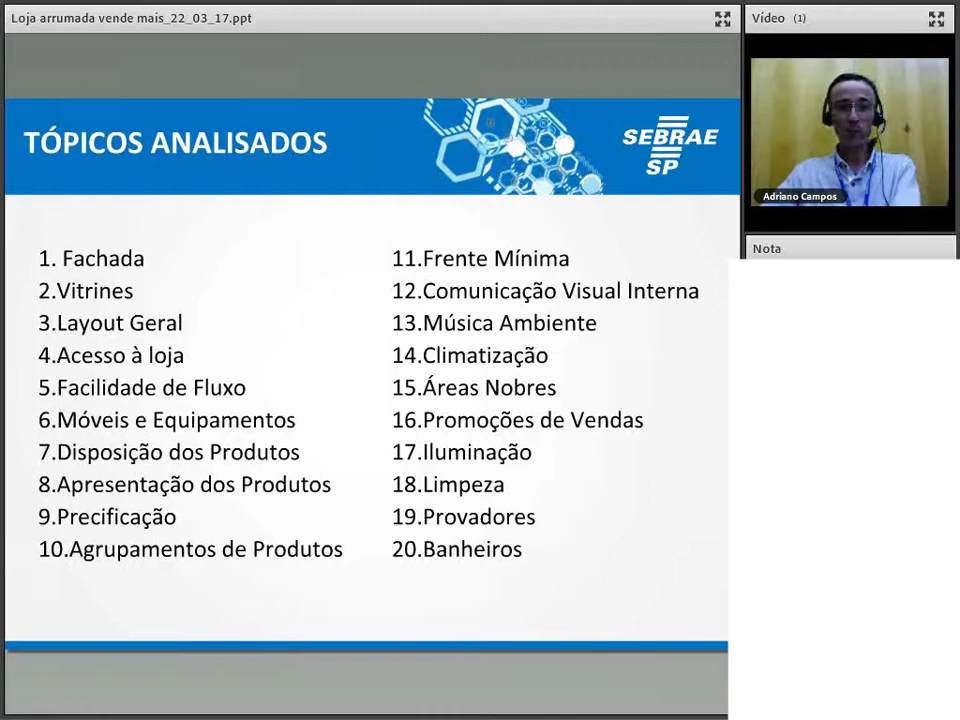 Loja arrumada vende mais_22_03_17.ppt
Vídeo (1)
TÓPICOS ANALISADOS
SEBRAE
SP
Adriano Campos
Nota
1. Fachada
2.Vitrines
3.Layout Geral
4.Acesso à loja
5.Facilidade de Fluxo
6.Móveis e Equipamentos
7.Disposição dos Produtos
8.Apresentação dos Produtos
9.Precificação
10.Agrupamentos de Produtos
11.Frente Mínima
12.Comunicação Visual Interna
13.Música Ambiente
14.Climatização
15.Áreas Nobres
16.Promoções de Vendas
17.Iluminação
18.Limpeza
19.Provadores
20.Banheiros